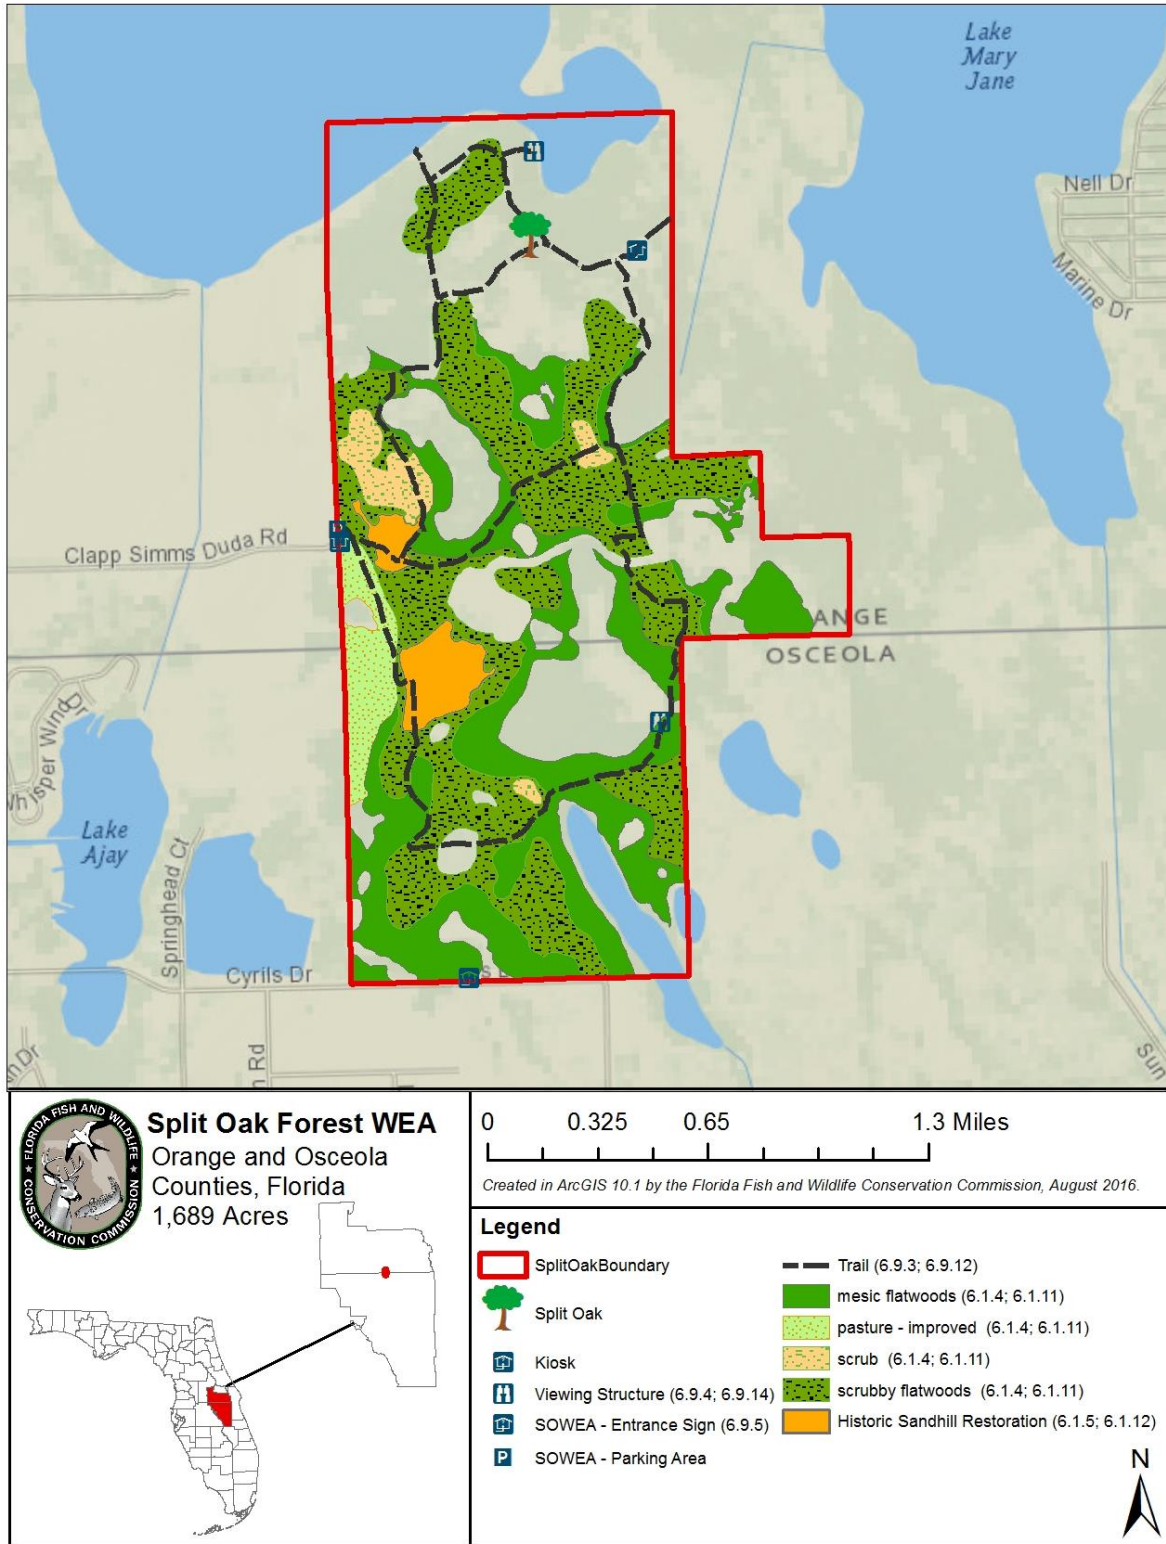 Lake
Mary
Jane
Nell Dr
Marine Dr
Clapp Simms Duda Rd
ANGE
OSCEOLA
Whisper Wind Dr
Lake
Ajay
Springhead Ct
Cyrils Dr
n Rd
Sun
FLORIDA FISH AND WILDLIFE
CONSERVATION COMMISSION
Split Oak Forest WEA
Orange and Osceola
Counties, Florida
1,689 Acres
0 0.325 0.65 1.3 Miles
Created in ArcGIS 10.1 by the Florida Fish and Wildlife Conservation Commission, August 2016.
Legend
SplitOakBoundary
Split Oak
Kiosk
Viewing Structure (6.9.4; 6.9.14)
SOWEA - Entrance Sign (6.9.5)
P SOWEA - Parking Area
Trail (6.9.3; 6.9.12)
mesic flatwoods (6.1.4; 6.1.11)
pasture - improved (6.1.4; 6.1.11)
scrub (6.1.4; 6.1.11)
scrubby flatwoods (6.1.4; 6.1.11)
Historic Sandhill Restoration (6.1.5; 6.1.12)
N